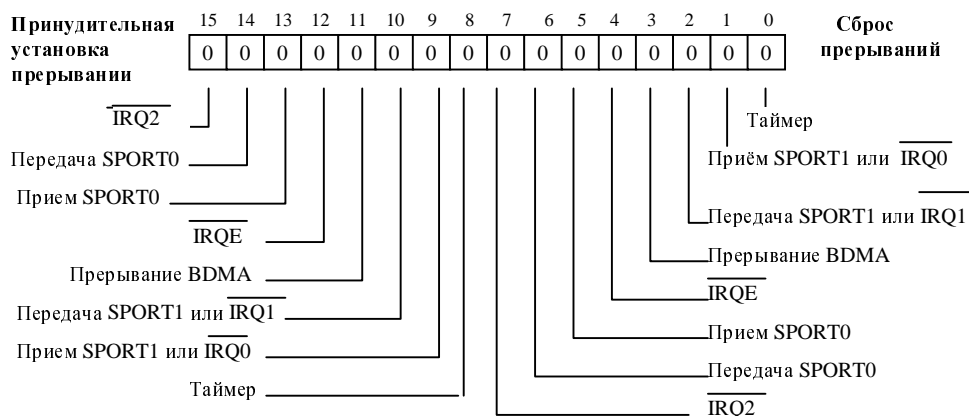 Принудительная установка прерывании
15 14 13 12 11 10 9 8 7 6 5 4 3 2 1 0
Сброс прерываний
0 0 0 0 0 0 0 0 0 0 0 0 0 0 0 0
IRQ2
Передача SPORT0
Прием SPORT0
IRQE
Прерывание BDMA
Передача SPORT1 или IRQ1
Прием SPORT1 или IRQ0
Таймер
Таймер
Приём SPORT1 или IRQ0
Передача SPORT1 или IRQ1
Прерывание BDMA
IRQE
Прием SPORT0
Передача SPORT0
IRQ2